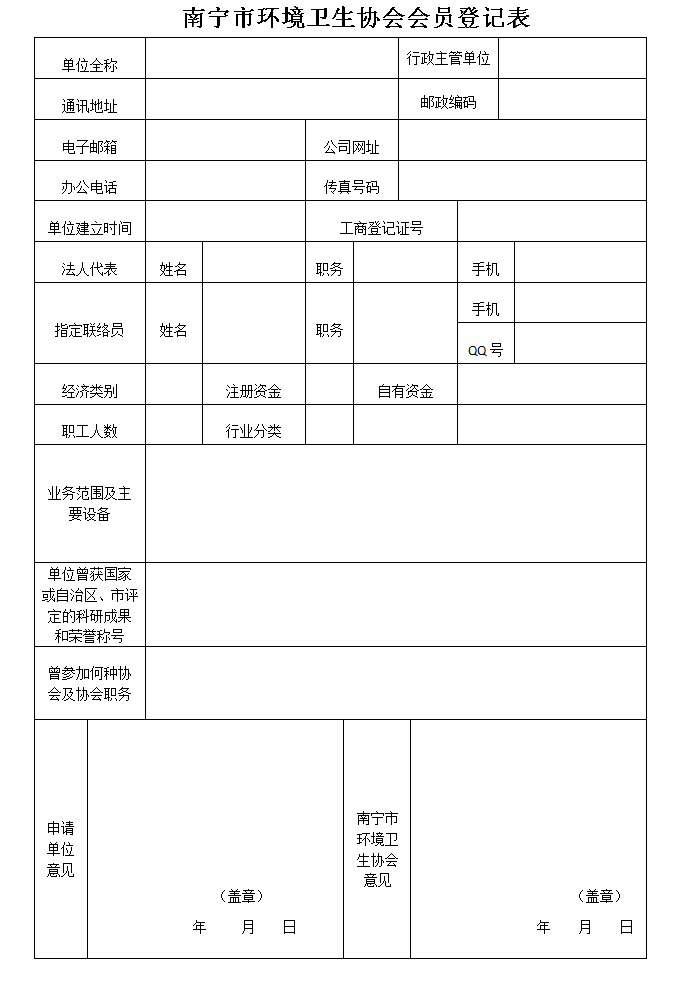 南宁市环境卫生协会会员登记表
单位全称 行政主管单位
通讯地址 邮政编码
电子邮箱 公司网址
办公电话 传真号码
单位建立时间 工商登记证号
法人代表 姓名 职务 手机
指定联络员 姓名 职务 手机
QQ 号
经济类别 注册资金 自有资金
职工人数 行业分类
业务范围及主
要设备
单位曾获国家
或自治区、市评
定的科研成果
和荣誉称号
曾参加何种协
会及协会职务
申请
单位
意见
（盖章）
年 月 日
南宁市
环境卫
生协会
意见
（盖章）
年 月 日